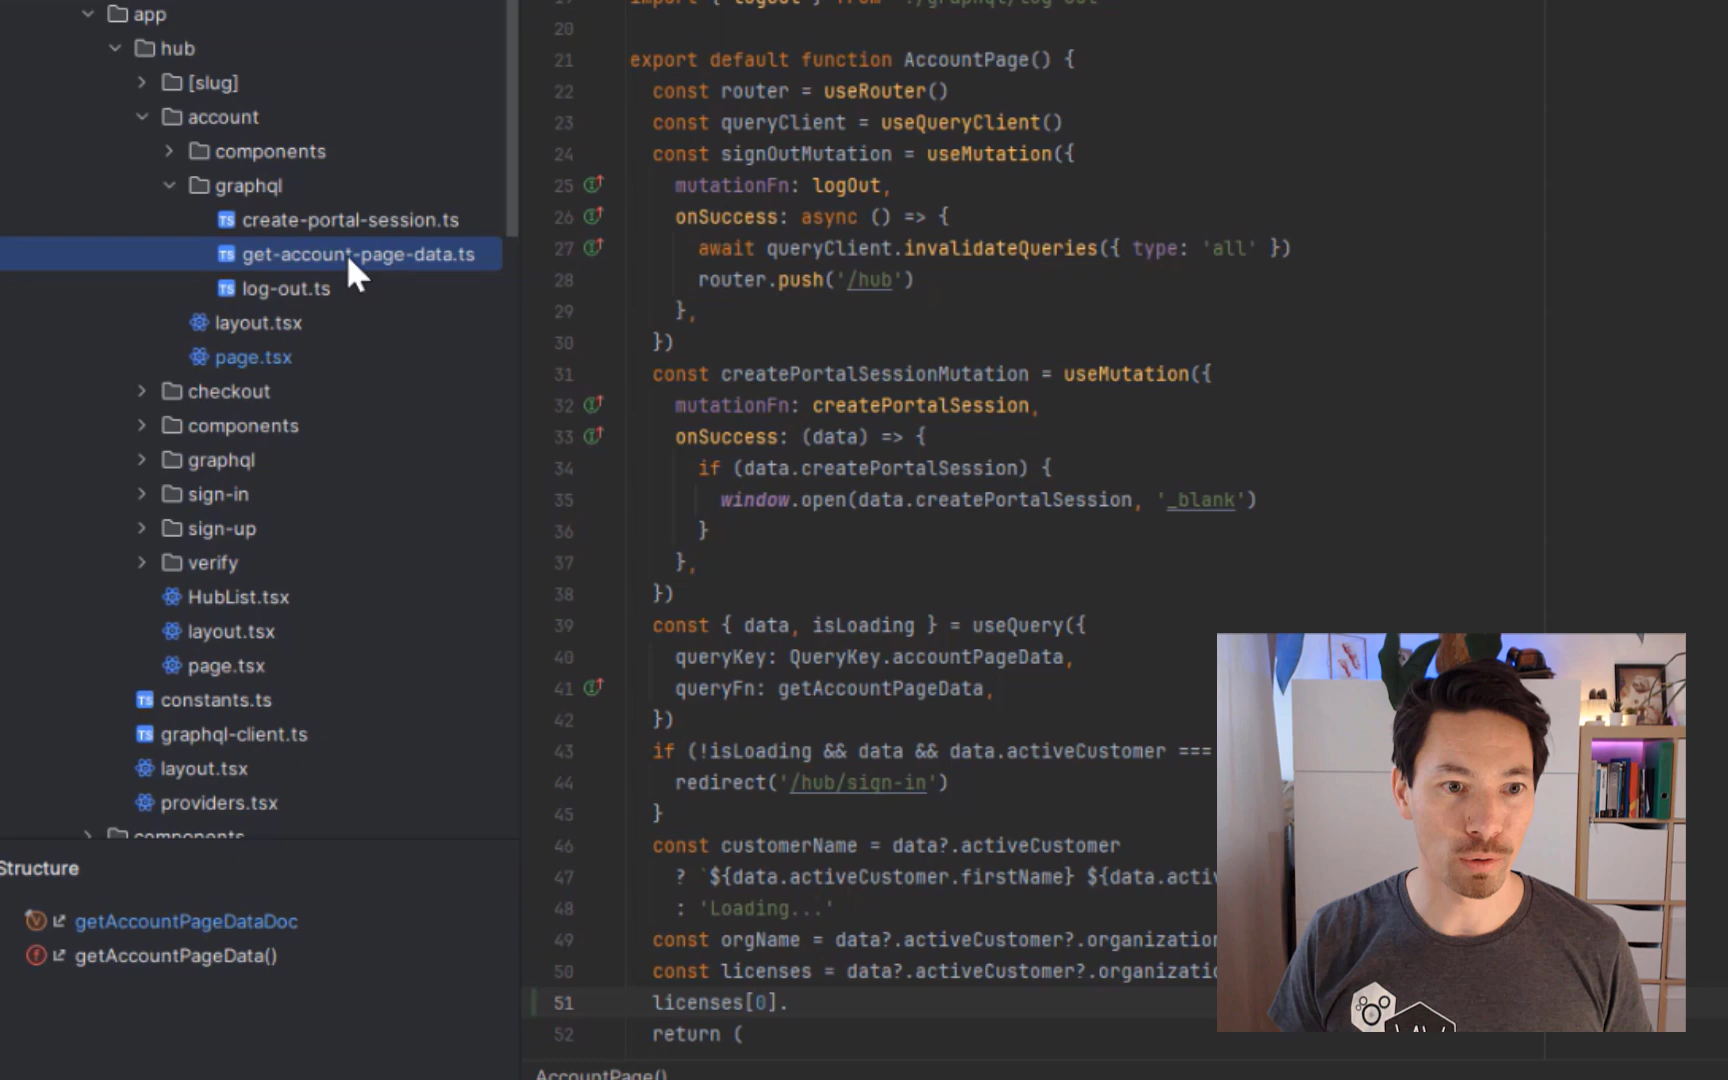 app
hub
[slug]
account
components
graphql
create-portal-session.ts
get-account-page-data.ts
log-out.ts
layout.tsx
page.tsx
checkout
components
graphql
sign-in
sign-up
verify
HubList.tsx
layout.tsx
page.tsx
constants.ts
graphql-client.ts
layout.tsx
providers.tsx
components
Structure
getAccountPageDataDoc
getAccountPageData()
20
21 export default function AccountPage() {
22 const router = useRouter()
23 const queryClient = useQueryClient()
24 const signOutMutation = useMutation({
25 mutationFn: logOut,
26 onSuccess: async () => {
27 await queryClient.invalidateQueries({ type: 'all' })
28 router.push('/hub')
29 },
30 })
31 const createPortalSessionMutation = useMutation({
32 mutationFn: createPortalSession,
33 onSuccess: (data) => {
34 if (data.createPortalSession) {
35 window.open(data.createPortalSession, '_blank')
36 }
37 },
38 })
39 const { data, isLoading } = useQuery({
40 queryKey: QueryKey.accountPageData,
41 queryFn: getAccountPageData,
42 })
43 if (!isLoading && data && data.activeCustomer ===
44 redirect('/hub/sign-in')
45 }
46 const customerName = data?.activeCustomer
47 ? `${data.activeCustomer.firstName} ${data.activ
48 : 'Loading...'
49 const orgName = data?.activeCustomer?.organization
50 const licenses = data?.activeCustomer?.organizatio
51 licenses[0].
52 return (
AccountPage()